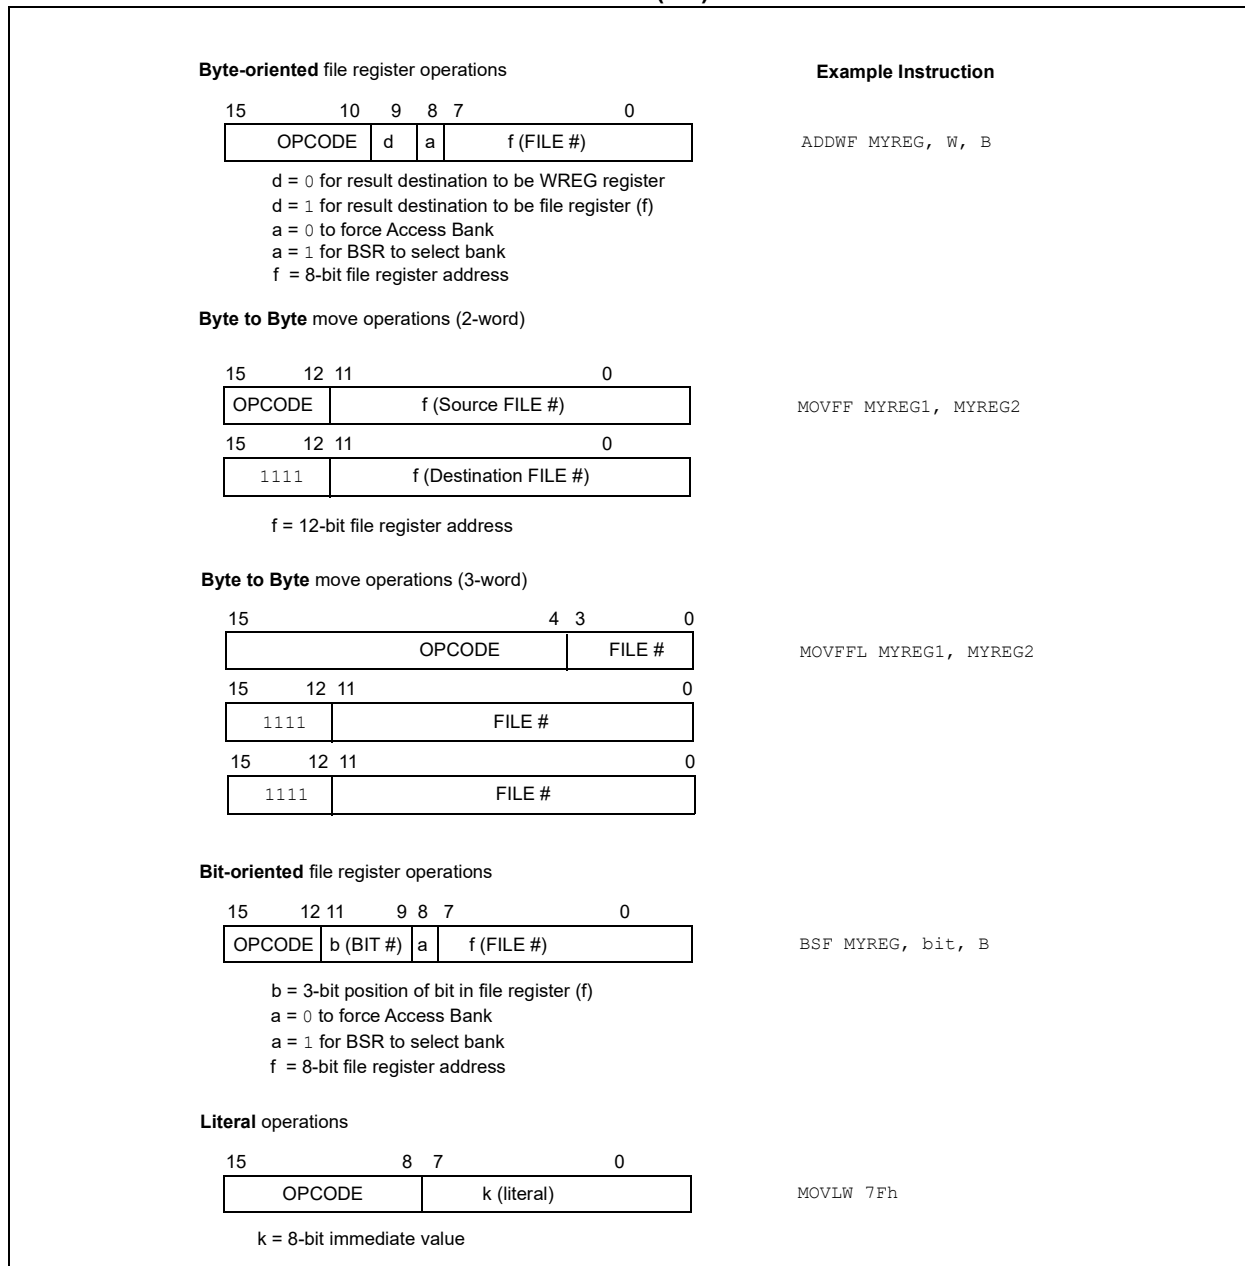 Byte-oriented file register operations Example Instruction
15 10 9 8 7 0
OPCODE d a f (FILE #) ADDWF MYREG, W, B
d = 0 for result destination to be WREG register
d = 1 for result destination to be file register (f)
a = 0 to force Access Bank
a = 1 for BSR to select bank
f = 8-bit file register address
Byte to Byte move operations (2-word)
15 12 11 0
OPCODE f (Source FILE #) MOVFF MYREG1, MYREG2
15 12 11 0
1111 f (Destination FILE #)
f = 12-bit file register address
Byte to Byte move operations (3-word)
15 4 3 0
OPCODE FILE # MOVFFL MYREG1, MYREG2
15 12 11 0
1111 FILE #
15 12 11 0
1111 FILE #
Bit-oriented file register operations
15 12 11 9 8 7 0
OPCODE b (BIT #) a f (FILE #) BSF MYREG, bit, B
b = 3-bit position of bit in file register (f)
a = 0 to force Access Bank
a = 1 for BSR to select bank
f = 8-bit file register address
Literal operations
15 8 7 0
OPCODE k (literal) MOVLW 7Fh
k = 8-bit immediate value